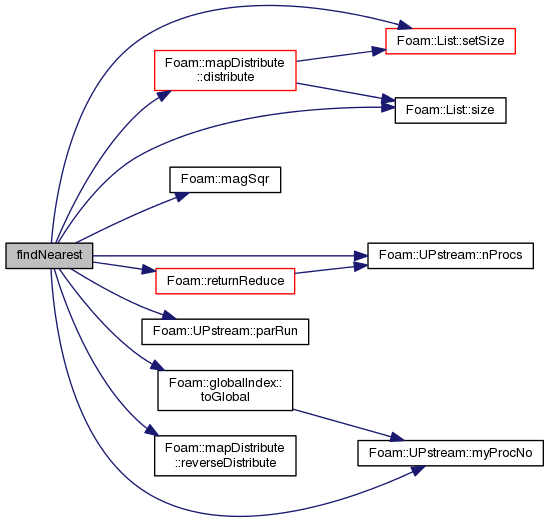 Foam::List::setSize
Foam::mapDistribute
::distribute
Foam::List::size
Foam::magSqr
findNearest
Foam::UPstream::nProcs
Foam::returnReduce
Foam::UPstream::parRun
Foam::globalIndex::
toGlobal
Foam::mapDistribute
::reverseDistribute
Foam::UPstream::myProcNo